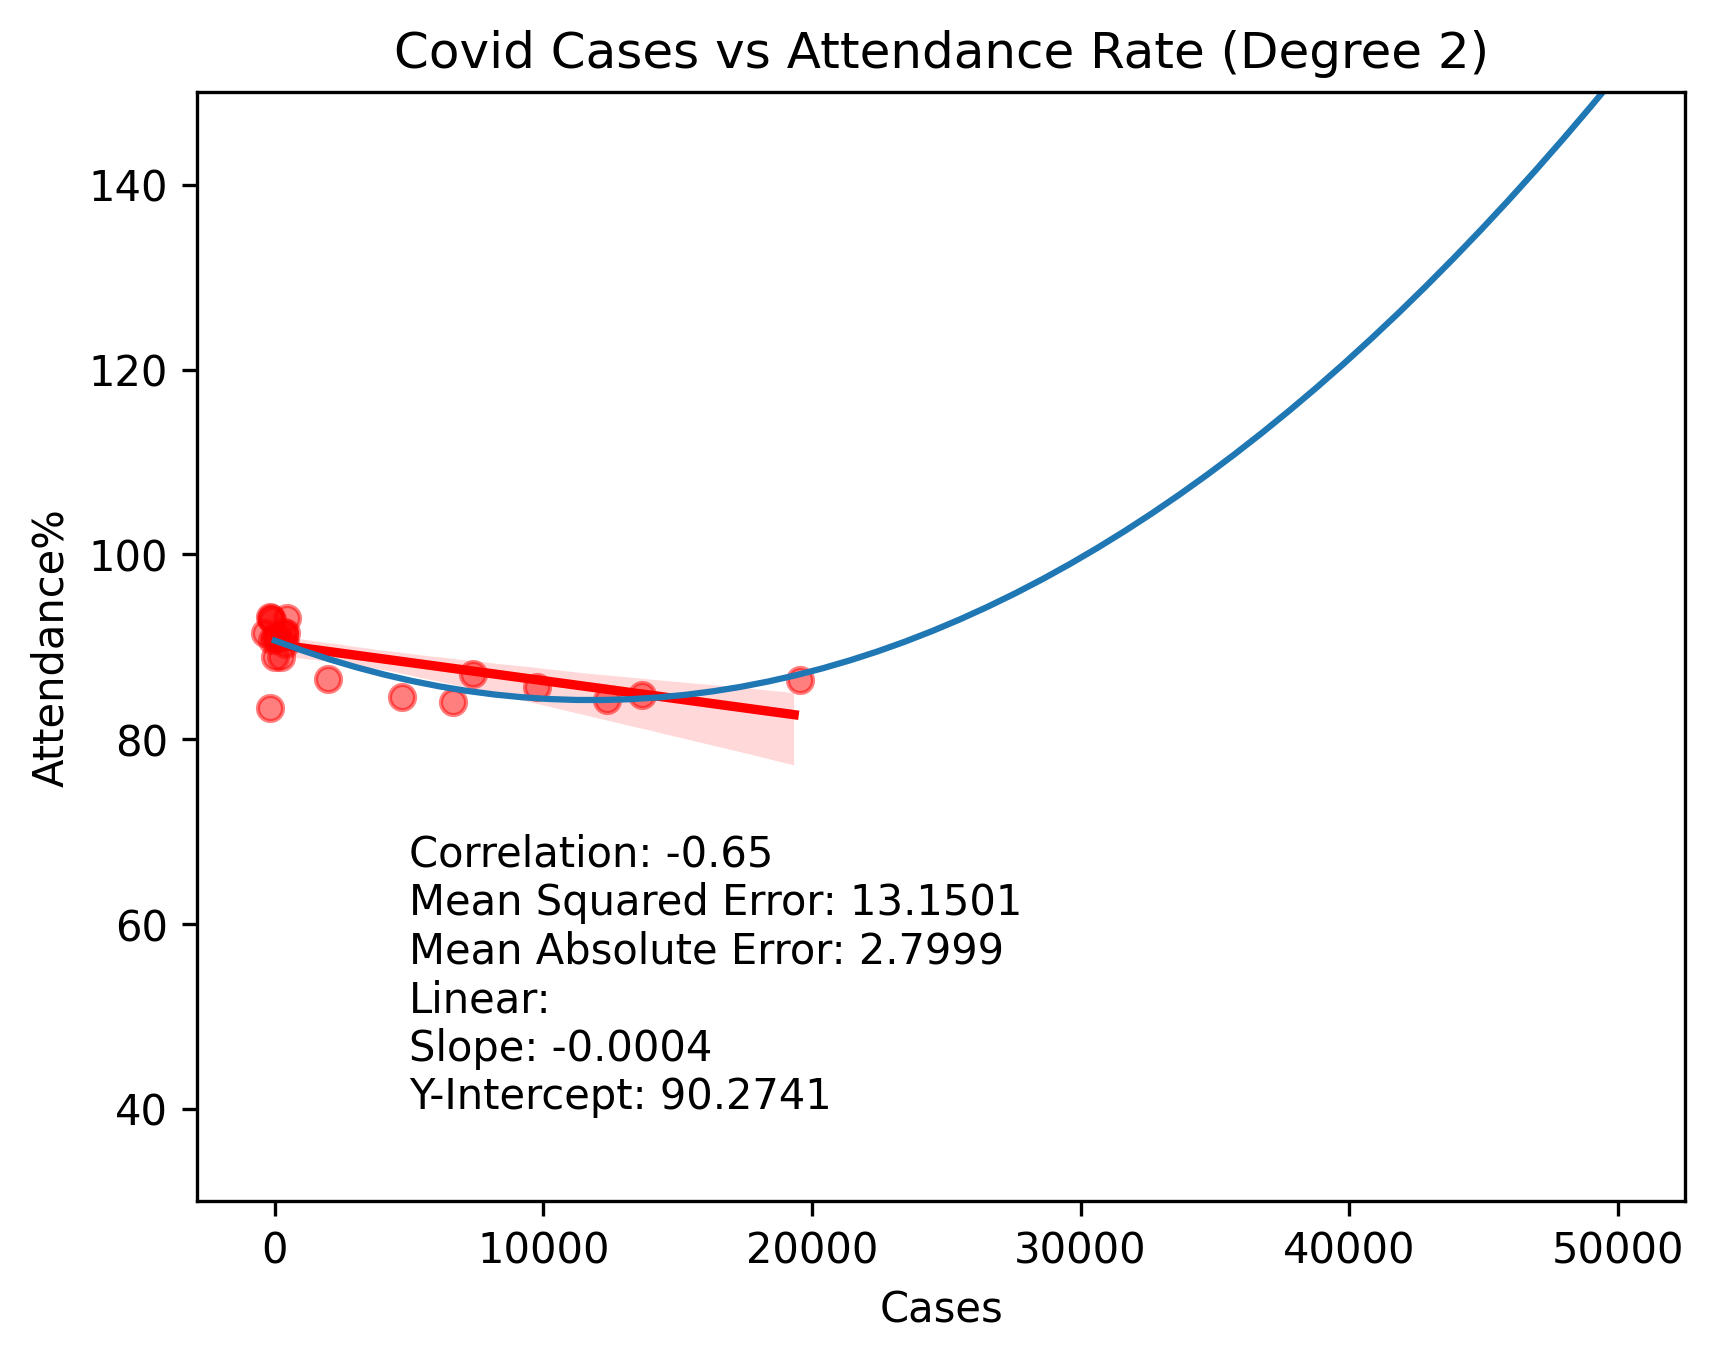 Covid Cases vs Attendance Rate (Degree 2)
140
120
100
80
60
40
Attendance%
Correlation: -0.65
Mean Squared Error: 13.1501
Mean Absolute Error: 2.7999
Linear:
Slope: -0.0004
Y-Intercept: 90.2741
0 10000 20000 30000 40000 50000
Cases